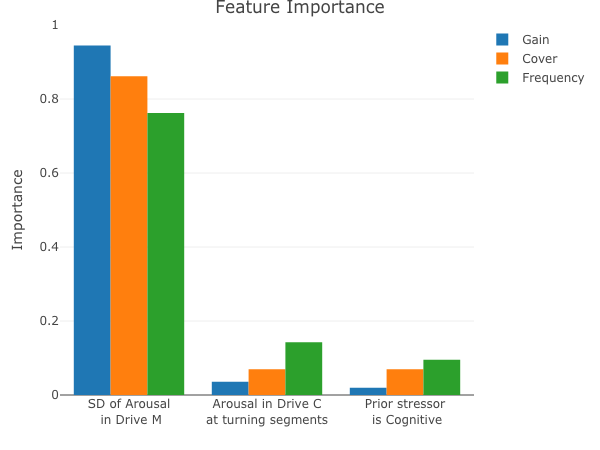 Feature Importance
Gain
Cover
Frequency
Importance
1
0.8
0.6
0.4
0.2
0
SD of Arousal
in Drive M
Arousal in Drive C
at turning segments
Prior stressor
is Cognitive